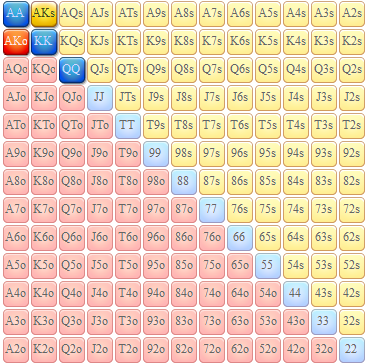 AA AKs AQs AJs ATs A9s A8s A7s A6s A5s A4s A3s A2s
AKo KK KQs KJs KTs K9s K8s K7s K6s K5s K4s K3s K2s
AQo KQo QQ QJs QTs Q9s Q8s Q7s Q6s Q5s Q4s Q3s Q2s
AJo KJo QJo JJ JTs J9s J8s J7s J6s J5s J4s J3s J2s
ATo KTo QTo JTo TT T9s T8s T7s T6s T5s T4s T3s T2s
A9o K9o Q9o J9o T9o 99 98s 97s 96s 95s 94s 93s 92s
A8o K8o Q8o J8o T8o 98o 88 87s 86s 85s 84s 83s 82s
A7o K7o Q7o J7o T7o 97o 87o 77 76s 75s 74s 73s 72s
A6o K6o Q6o J6o T6o 96o 86o 76o 66 65s 64s 63s 62s
A5o K5o Q5o J5o T5o 95o 85o 75o 65o 55 54s 53s 52s
A4o K4o Q4o J4o T4o 94o 84o 74o 64o 54o 44 43s 42s
A3o K3o Q3o J3o T3o 93o 83o 73o 63o 53o 43o 33 32s
A2o K2o Q2o J2o T2o 92o 82o 72o 62o 52o 42o 32o 22